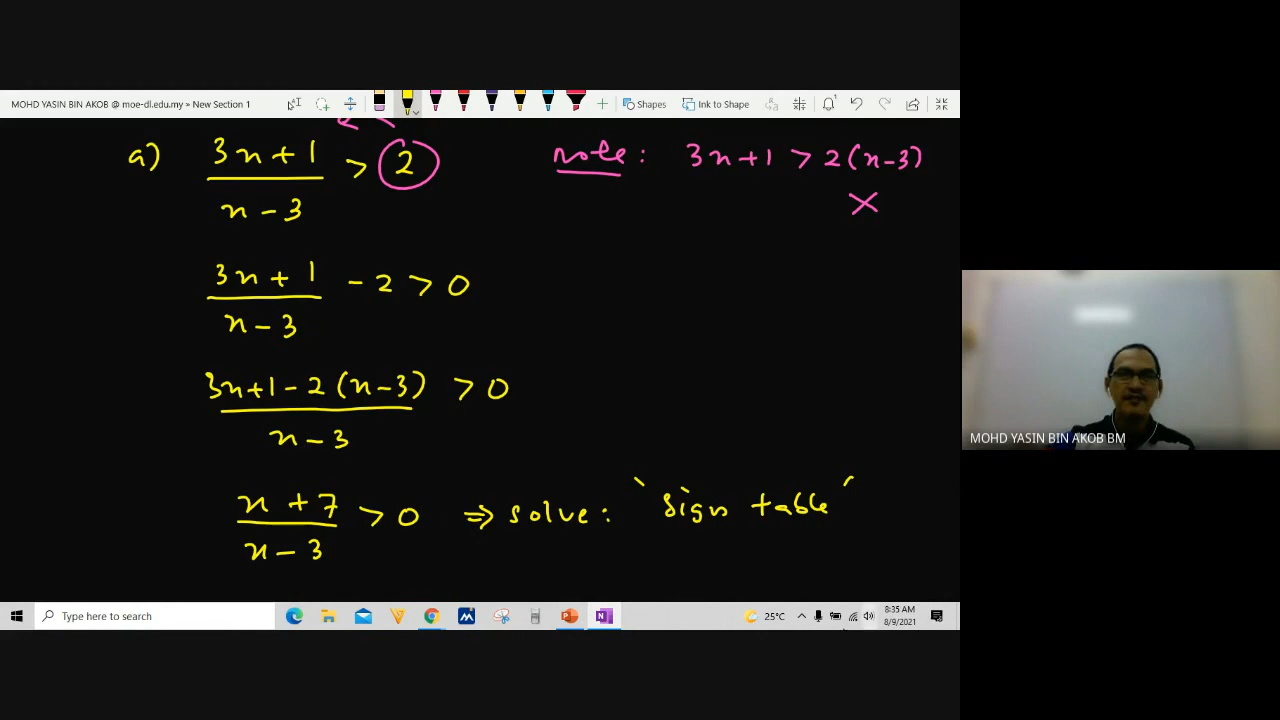 MOHD YASIN BIN AKOB @ moe-dl.edu.my » New Section 1
Shapes
Ink to Shape
a) 3x+1 / x-3 > 2
note: 3x+1 > 2(x-3)
×
3x+1 / x-3 - 2 > 0
3x+1-2(x-3) / x-3 > 0
x+7 / x-3 > 0 ⇒ solve: `sign table´
MOHD YASIN BIN AKOB BM
Type here to search
25°C
8:35 AM
8/9/2021